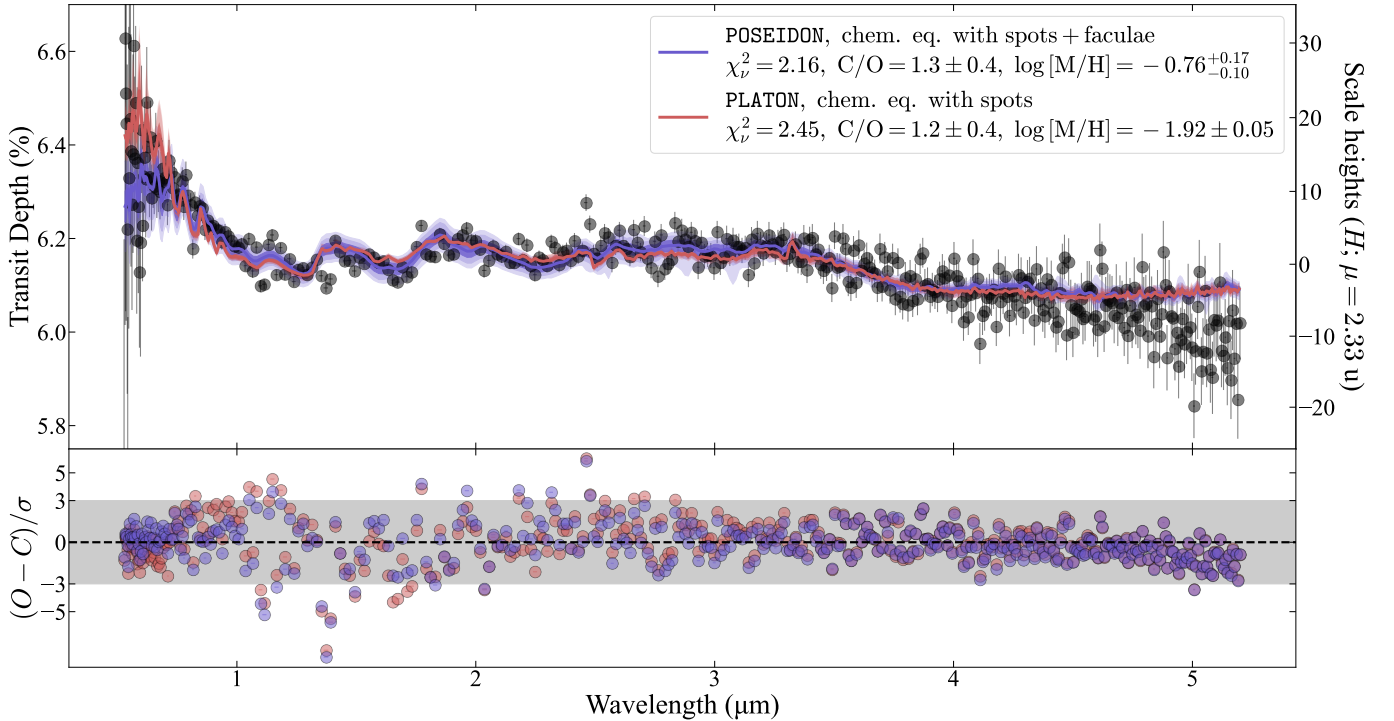 POSEIDON, chem. eq. with spots + faculae
χ²ᵥ = 2.16, C/O = 1.3 ± 0.4, log [M/H] = − 0.76 +0.17 −0.10
PLATON, chem. eq. with spots
χ²ᵥ = 2.45, C/O = 1.2 ± 0.4, log [M/H] = − 1.92 ± 0.05
Transit Depth (%)
6.6
6.4
6.2
6.0
5.8
30
20
10
0
−10
−20
Scale heights (H; μ = 2.33 u)
(O − C)/σ
5
3
0
−3
−5
1
2
3
4
5
Wavelength (μm)